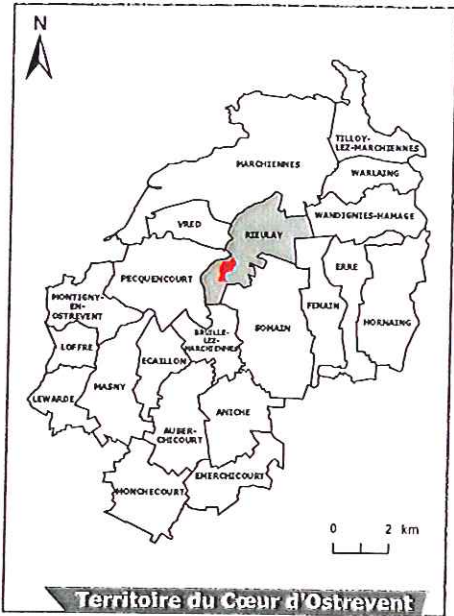 N
TILLOY-
LEZ-MARCHIENNES
MARCHIENNES
WARLAING
VRED
RIEULAY
WANDIGNIES-HAMAGE
PECQUENCOURT
ERRE
MONTIGNY-
EN-
OSTREVENT
BRUILLE-
LEZ-
MARCHIENNES
SOMAIN
FENAIN
HORNAING
LOFFRE
ECAILLON
LEWARDE
MASNY
ANICHE
AUBER-
CHICOURT
EMERCHICOURT
MONCHECOURT
0 2 km
Territoire du Cœur d'Ostrevent